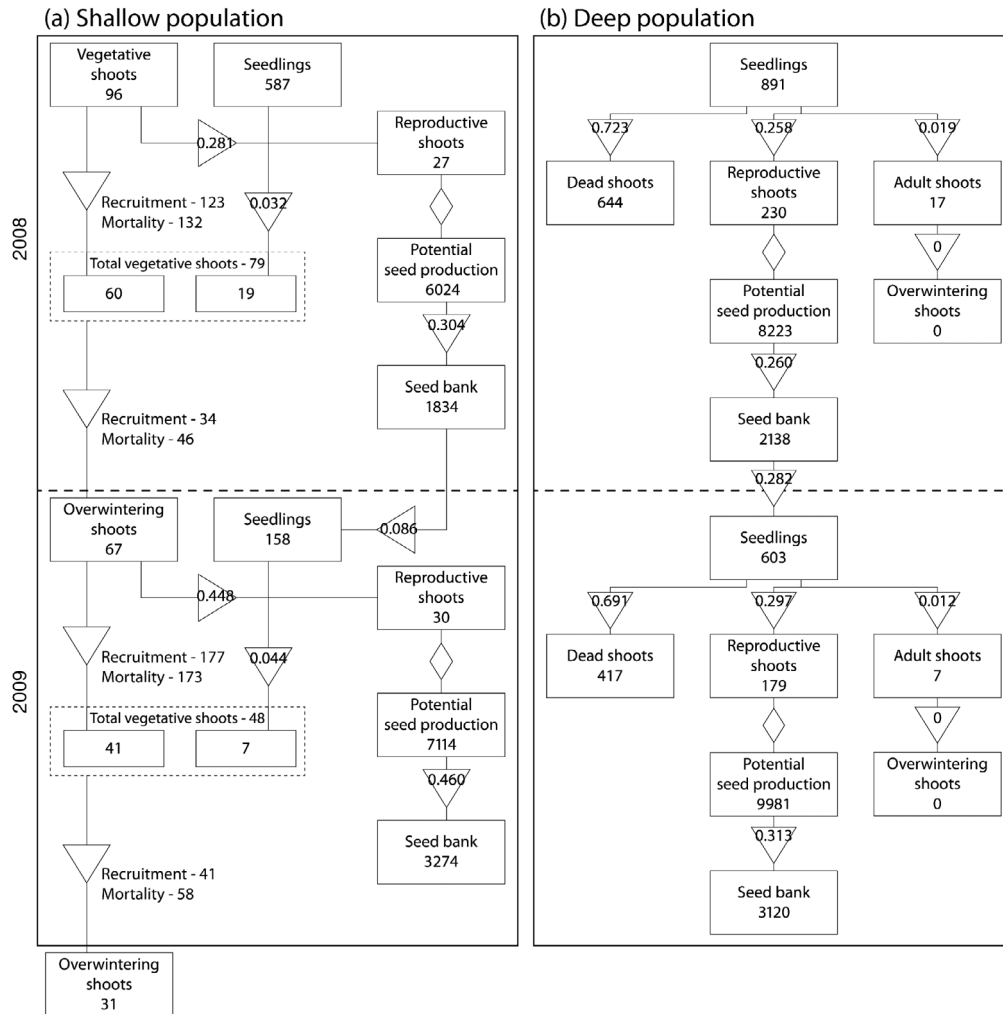 (a) Shallow population
Vegetative
shoots
96
Seedlings
587
0.281
Reproductive
shoots
27
Recruitment - 123
Mortality - 132
0.032
Total vegetative shoots - 79
60
19
Potential
seed production
6024
0.304
Seed bank
1834
Recruitment - 34
Mortality - 46
2008
Overwintering
shoots
67
Seedlings
158
0.086
0.448
Reproductive
shoots
30
Recruitment - 177
Mortality - 173
0.044
Total vegetative shoots - 48
41
7
Potential
seed production
7114
0.460
Seed bank
3274
Recruitment - 41
Mortality - 58
2009
Overwintering
shoots
31
(b) Deep population
Seedlings
891
0.723
0.258
0.019
Dead shoots
644
Reproductive
shoots
230
Adult shoots
17
0
Potential
seed production
8223
Overwintering
shoots
0
0.260
Seed bank
2138
0.282
Seedlings
603
0.691
0.297
0.012
Dead shoots
417
Reproductive
shoots
179
Adult shoots
7
0
Potential
seed production
9981
Overwintering
shoots
0
0.313
Seed bank
3120